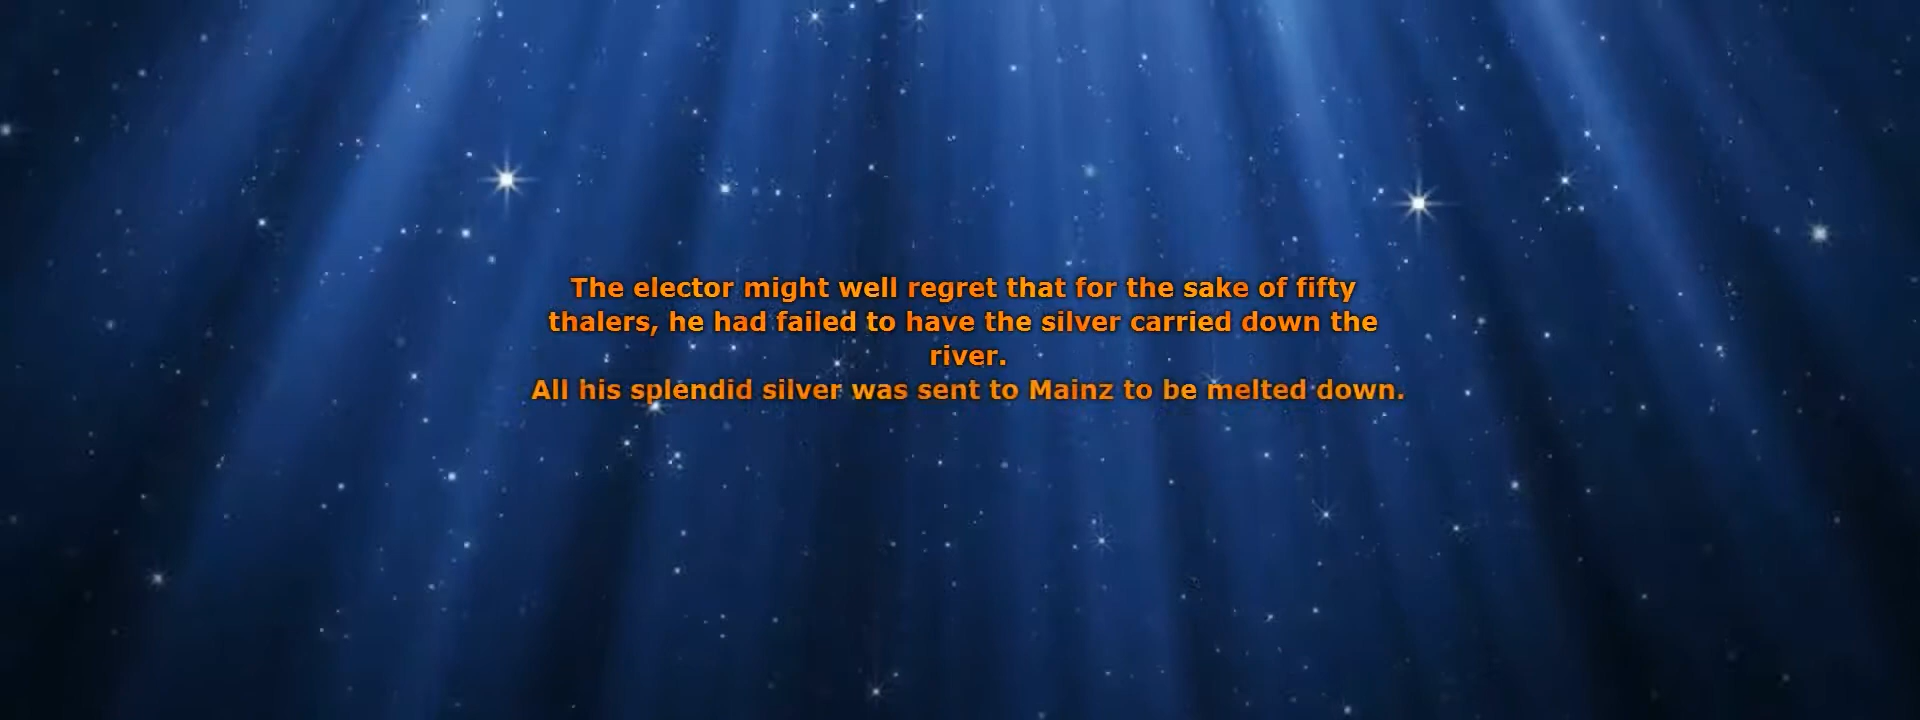 The elector might well regret that for the sake of fifty
thalers, he had failed to have the silver carried down the
river.
All his splendid silver was sent to Mainz to be melted down.